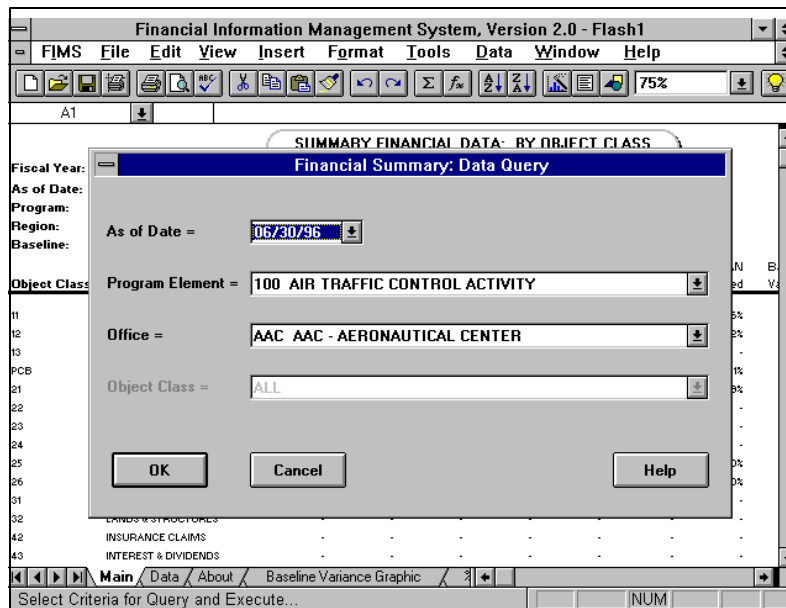 Financial Information Management System, Version 2.0 - Flash1
FIMS File Edit View Insert Format Tools Data Window Help
75%
A1
SUMMARY FINANCIAL DATA: BY OBJECT CLASS
Fiscal Year:
As of Date:
Program:
Region:
Baseline:
Object Class
Financial Summary: Data Query
As of Date = 06/30/96
Program Element = 100 AIR TRAFFIC CONTROL ACTIVITY
Office = AAC AAC - AERONAUTICAL CENTER
Object Class = ALL
OK Cancel Help
11
12
13
PCB
21
22
23
24
25
26
31
32 LANDS & STRUCTURES - - - - - -
42 INSURANCE CLAIMS - - - - - -
43 INTEREST & DIVIDENDS - - - - - -
Main Data About Baseline Variance Graphic
Select Criteria for Query and Execute... NUM